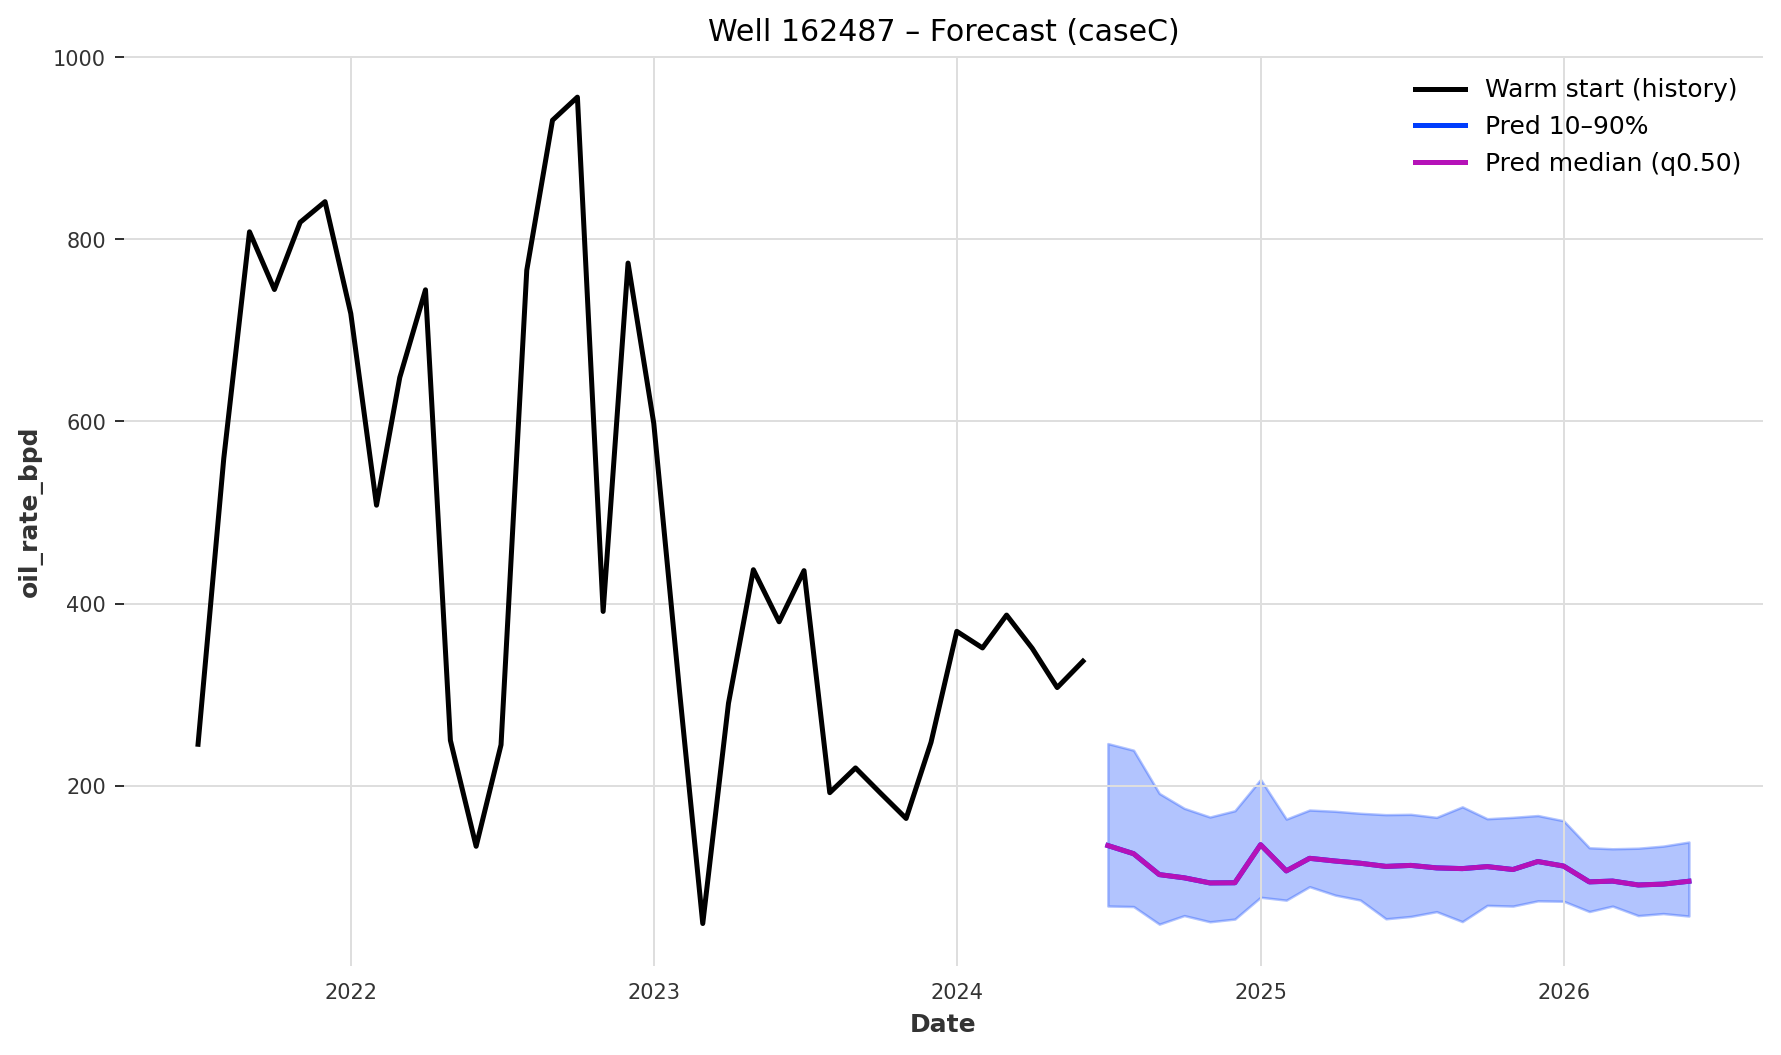 Well 162487 – Forecast (caseC)
1000
800
600
400
200
oil_rate_bpd
Warm start (history)
Pred 10–90%
Pred median (q0.50)
2022
2023
2024
2025
2026
Date